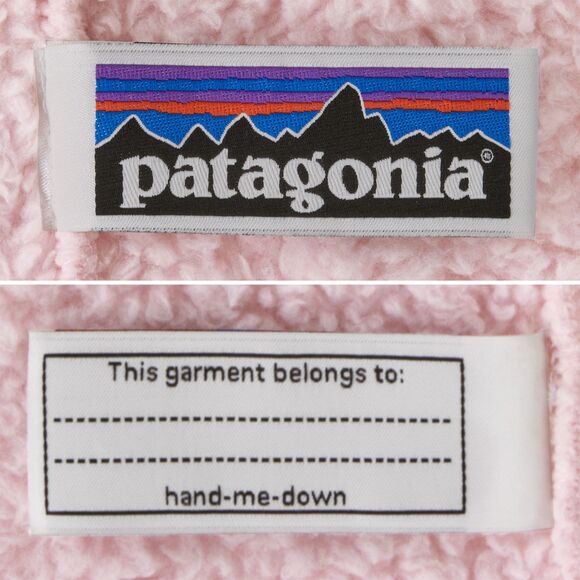 patagonia®
This garment belongs to:
hand-me-down